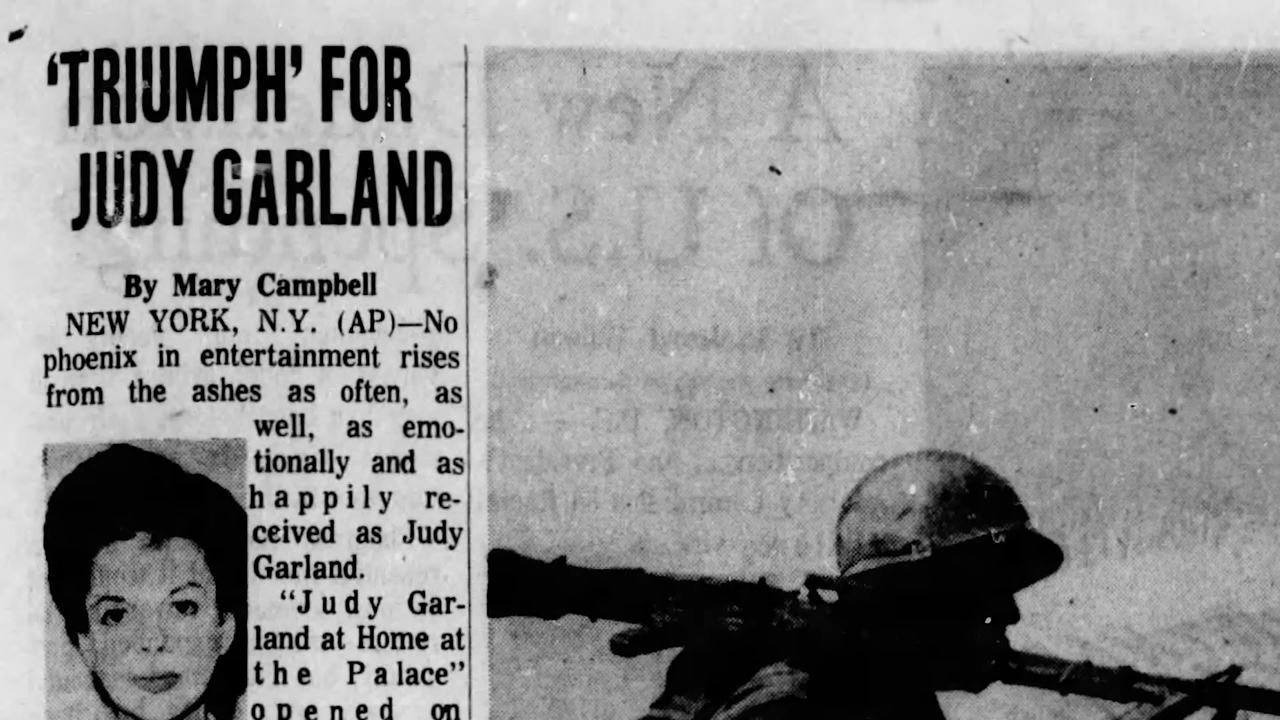 'TRIUMPH' FOR
JUDY GARLAND
By Mary Campbell
NEW YORK, N.Y. (AP)—No
phoenix in entertainment rises
from the ashes as often, as
well, as emo-
tionally and as
happily re-
ceived as Judy
Garland.
"Judy Gar-
land at Home at
the Palace"
opened on